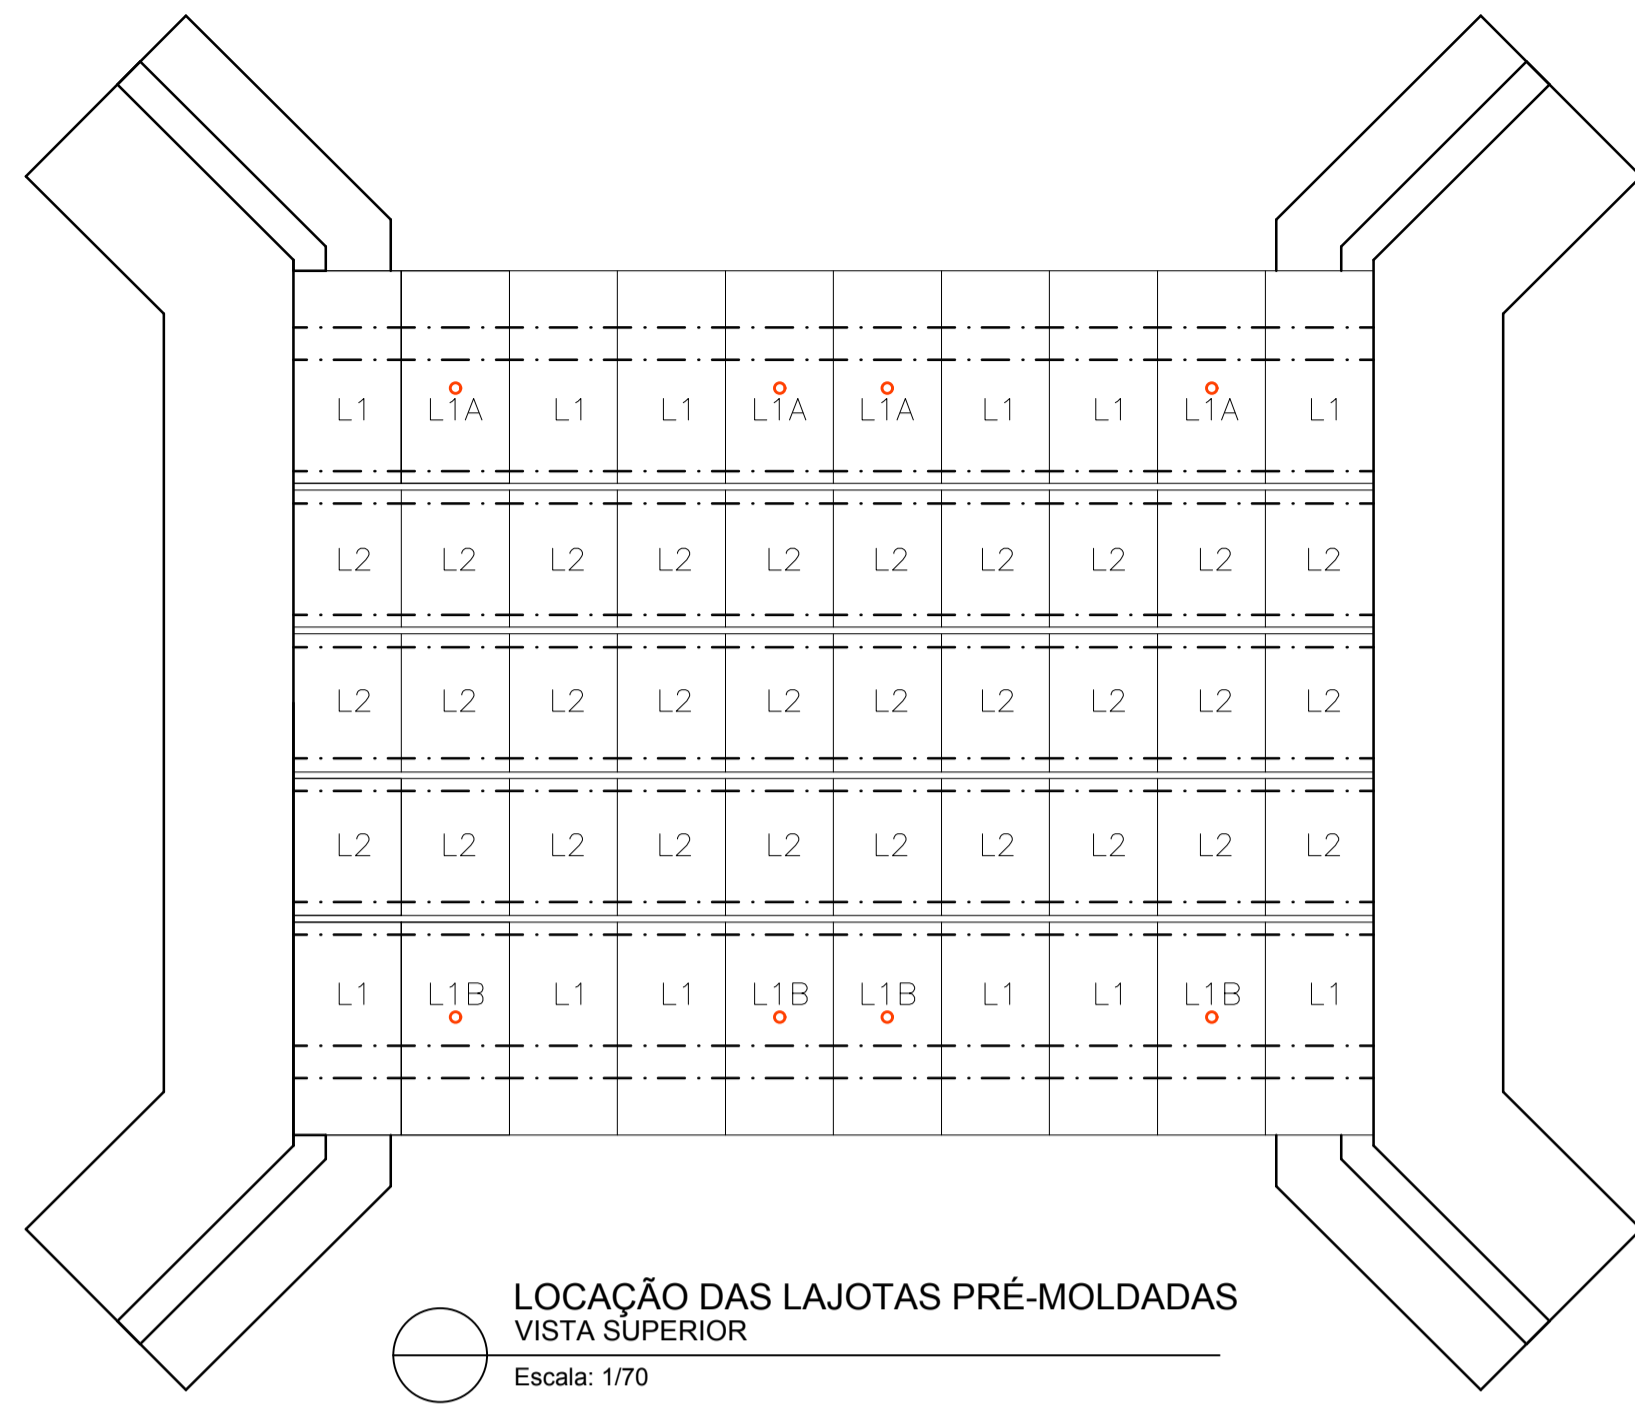 L1 L1A L1 L1 L1A L1A L1 L1 L1A L1
L2 L2 L2 L2 L2 L2 L2 L2 L2 L2
L2 L2 L2 L2 L2 L2 L2 L2 L2 L2
L2 L2 L2 L2 L2 L2 L2 L2 L2 L2
L1 L1B L1 L1 L1B L1B L1 L1 L1B L1
LOCAÇÃO DAS LAJOTAS PRÉ-MOLDADAS
VISTA SUPERIOR
Escala: 1/70